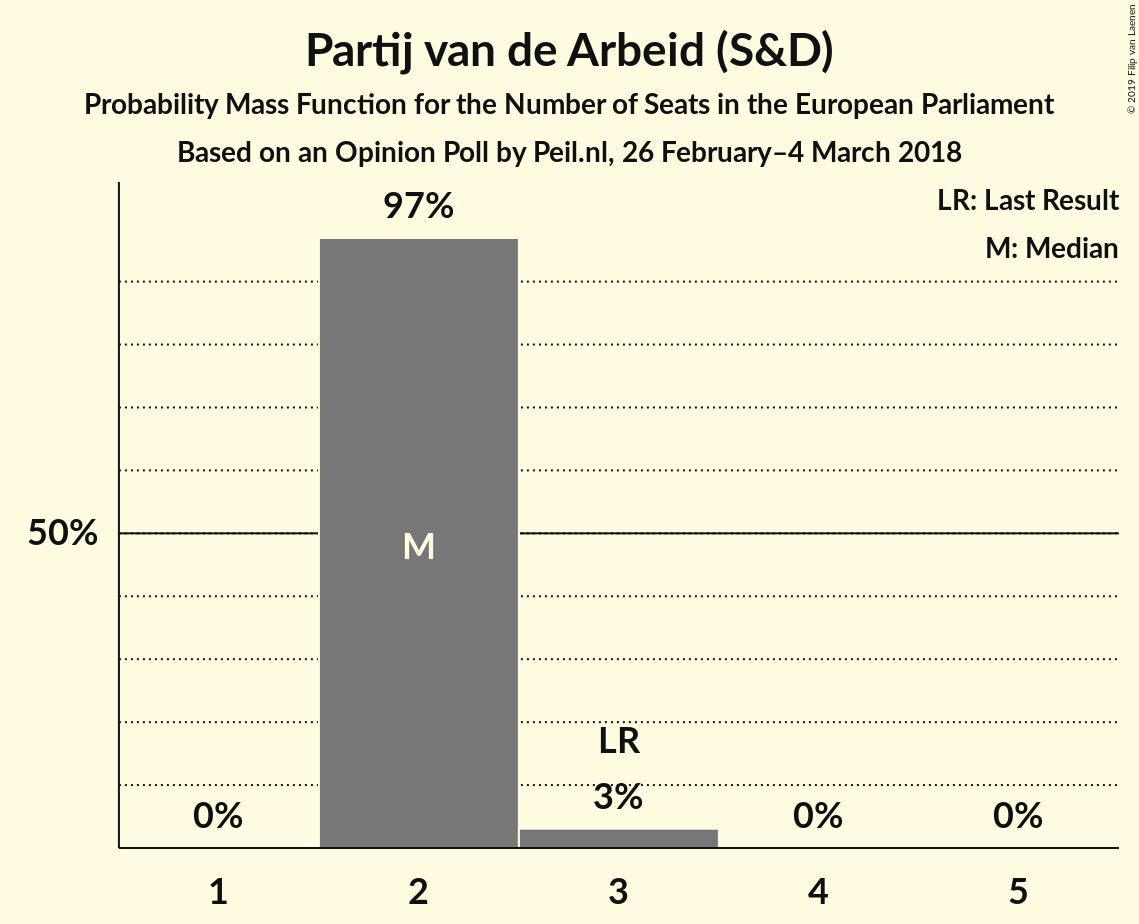 Partij van de Arbeid (S&D)
Probability Mass Function for the Number of Seats in the European Parliament
Based on an Opinion Poll by Peil.nl, 26 February–4 March 2018
© 2019 Filip van Laenen
LR: Last Result
M: Median
97%
50%
M
LR
0%
3%
0%
0%
1
2
3
4
5